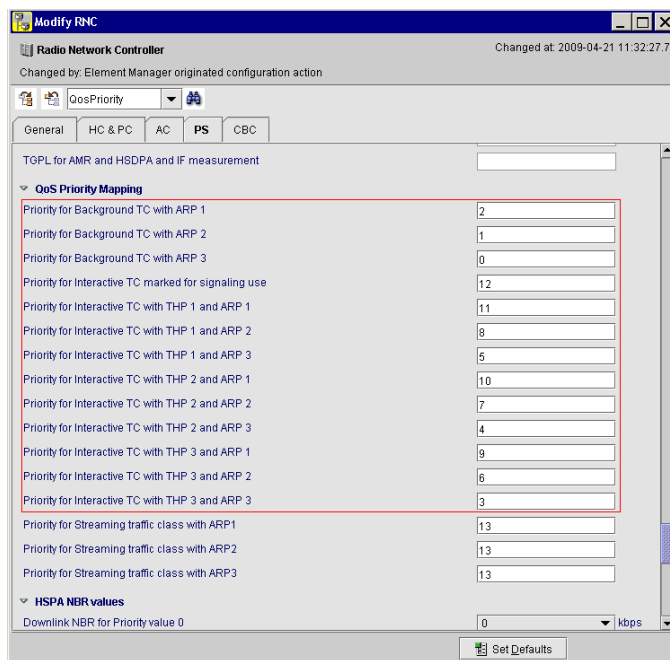 Modify RNC
Radio Network Controller
Changed at: 2009-04-21 11:32:27.7
Changed by: Element Manager originated configuration action
QosPriority
General HC & PC AC PS CBC
TGPL for AMR and HSDPA and IF measurement
QoS Priority Mapping
Priority for Background TC with ARP 1 2
Priority for Background TC with ARP 2 1
Priority for Background TC with ARP 3 0
Priority for Interactive TC marked for signaling use 12
Priority for Interactive TC with THP 1 and ARP 1 11
Priority for Interactive TC with THP 1 and ARP 2 8
Priority for Interactive TC with THP 1 and ARP 3 5
Priority for Interactive TC with THP 2 and ARP 1 10
Priority for Interactive TC with THP 2 and ARP 2 7
Priority for Interactive TC with THP 2 and ARP 3 4
Priority for Interactive TC with THP 3 and ARP 1 9
Priority for Interactive TC with THP 3 and ARP 2 6
Priority for Interactive TC with THP 3 and ARP 3 3
Priority for Streaming traffic class with ARP1 13
Priority for Streaming traffic class with ARP2 13
Priority for Streaming traffic class with ARP3 13
HSPA NBR values
Downlink NBR for Priority value 0 0 kbps
Set Defaults